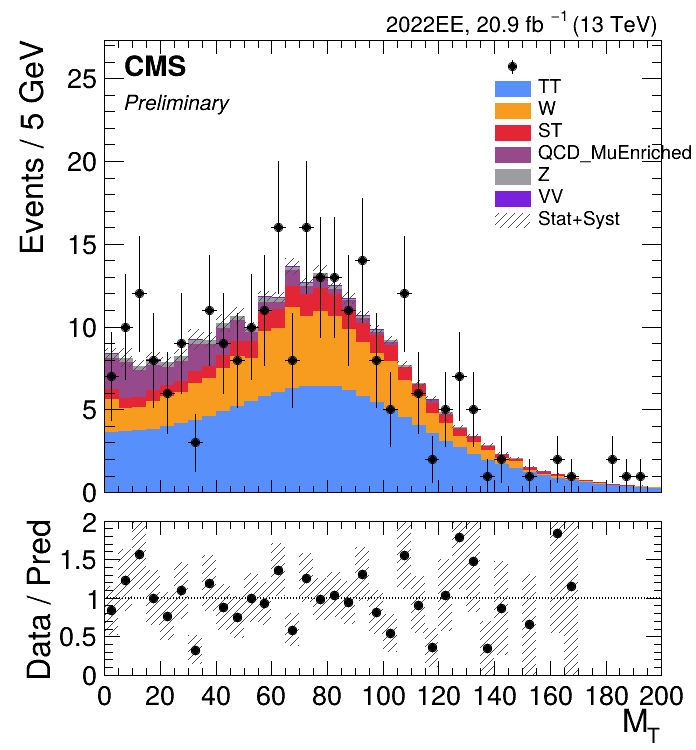 2022EE, 20.9 fb⁻¹ (13 TeV)
CMS
Preliminary
Events / 5 GeV
25
20
15
10
5
0
TT
W
ST
QCD_MuEnriched
Z
VV
Stat+Syst
Data / Pred
2
1.5
1
0.5
0
0 20 40 60 80 100 120 140 160 180 200
M_T